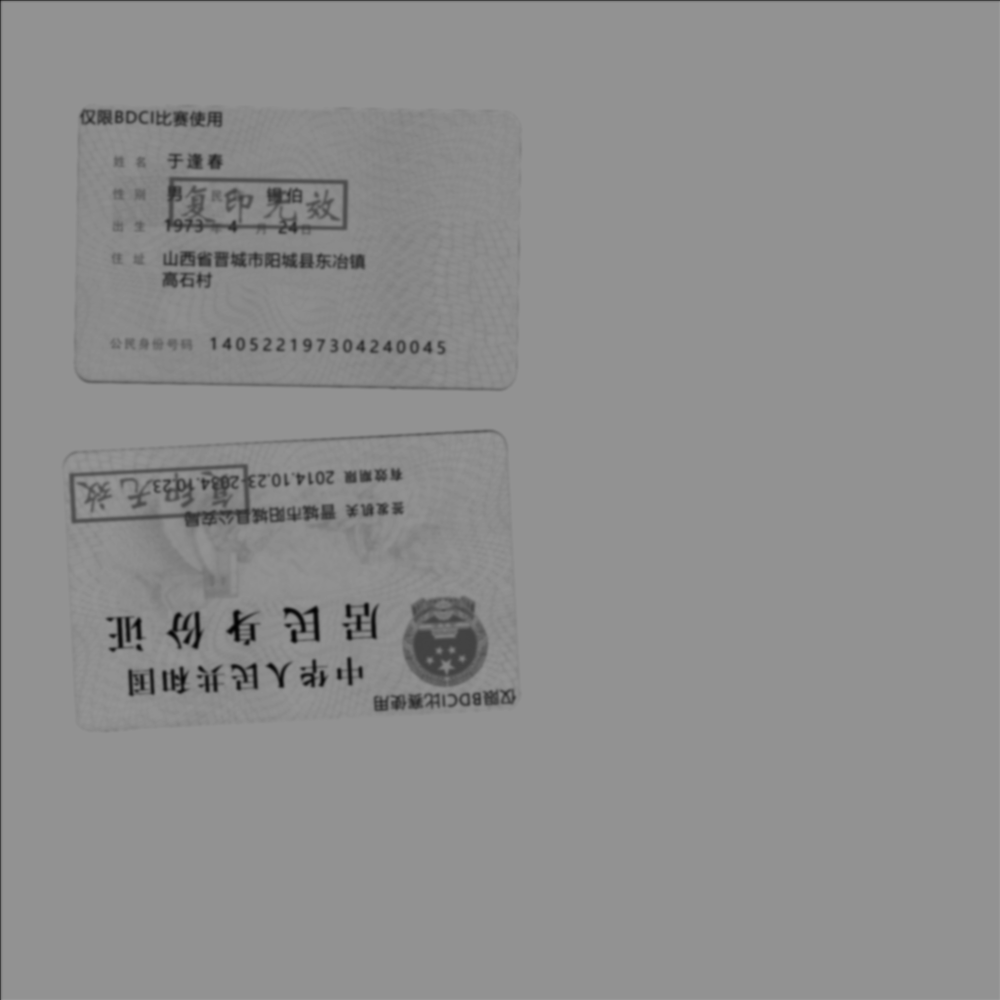 仅限BDCI比赛使用
姓名 于逢春
性别 男 民族 锡伯
复印无效
出生 1973 年 4 月 24 日
住址 山西省晋城市阳城县东冶镇
高石村
公民身份号码 140522197304240045
仅限BDCI比赛使用
中华人民共和国
居民身份证
签发机关 晋城市阳城县公安局
有效期限 2014.10.23-2034.10.23
复印无效